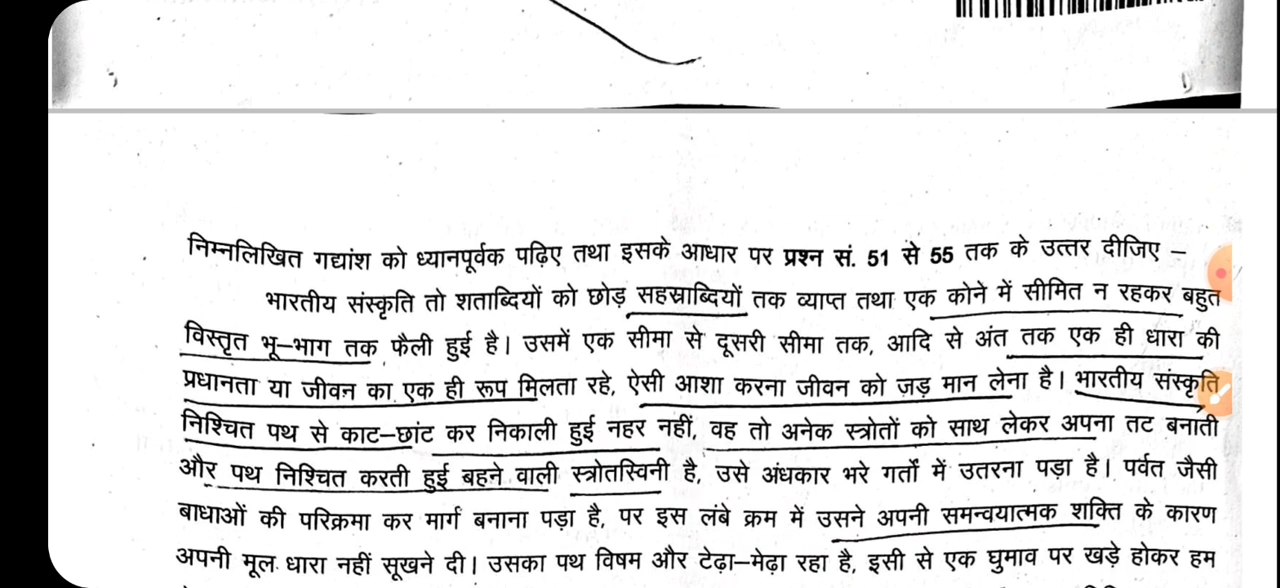 निम्नलिखित गद्यांश को ध्यानपूर्वक पढ़िए तथा इसके आधार पर प्रश्न सं. 51 से 55 तक के उत्तर दीजिए –
भारतीय संस्कृति तो शताब्दियों को छोड़ सहस्राब्दियों तक व्याप्त तथा एक कोने में सीमित न रहकर बहुत
विस्तृत भू–भाग तक फैली हुई है। उसमें एक सीमा से दूसरी सीमा तक, आदि से अंत तक एक ही धारा की
प्रधानता या जीवन का एक ही रूप मिलता रहे, ऐसी आशा करना जीवन को जड़ मान लेना है। भारतीय संस्कृति
निश्चित पथ से काट–छांट कर निकाली हुई नहर नहीं, वह तो अनेक स्त्रोतों को साथ लेकर अपना तट बनाती
और पथ निश्चित करती हुई बहने वाली स्त्रोतस्विनी है, उसे अंधकार भरे गर्तो में उतरना पड़ा है। पर्वत जैसी
बाधाओं की परिक्रमा कर मार्ग बनाना पड़ा है, पर इस लंबे क्रम में उसने अपनी समन्वयात्मक शक्ति के कारण
अपनी मूल धारा नहीं सूखने दी। उसका पथ विषम और टेढ़ा–मेढ़ा रहा है, इसी से एक घुमाव पर खड़े होकर हम